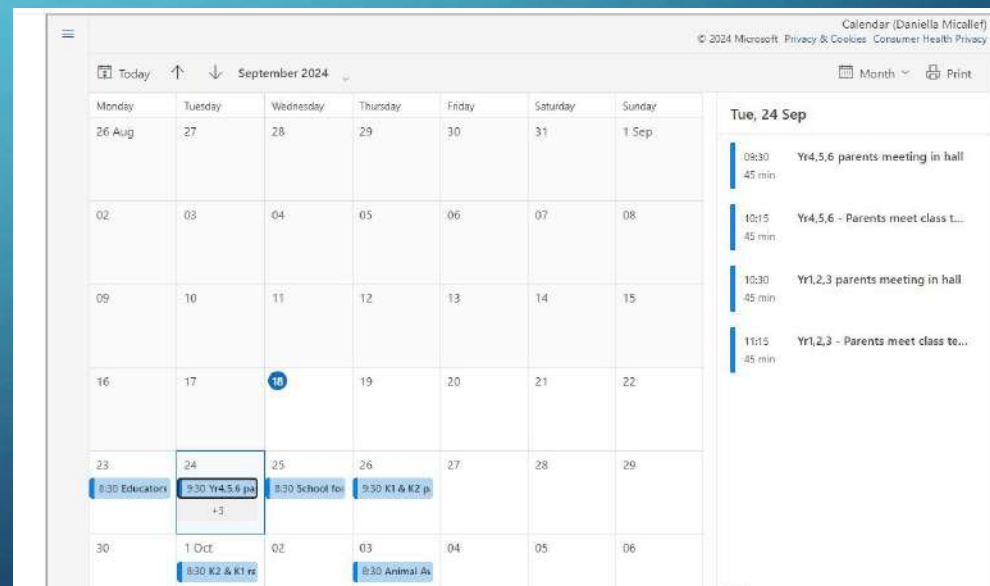 Calendar (Daniella Micallef)
© 2024 Microsoft Privacy & Cookies Consumer Health Privacy
Today September 2024 Month Print
Monday Tuesday Wednesday Thursday Friday Saturday Sunday
26 Aug 27 28 29 30 31 1 Sep
02 03 04 05 06 07 08
09 10 11 12 13 14 15
16 17 18 19 20 21 22
23 24 25 26 27 28 29
8:30 Educators 9:30 Yr4,5,6 pa 8:30 School fo 9:30 K1 & K2 p
+3
30 1 Oct 02 03 04 05 06
8:30 K2 & K1 8:30 Animal
Tue, 24 Sep
09:30 Yr4,5,6 parents meeting in hall
45 min
10:15 Yr4,5,6 - Parents meet class t...
45 min
10:30 Yr1,2,3 parents meeting in hall
45 min
11:15 Yr1,2,3 - Parents meet class te...
45 min